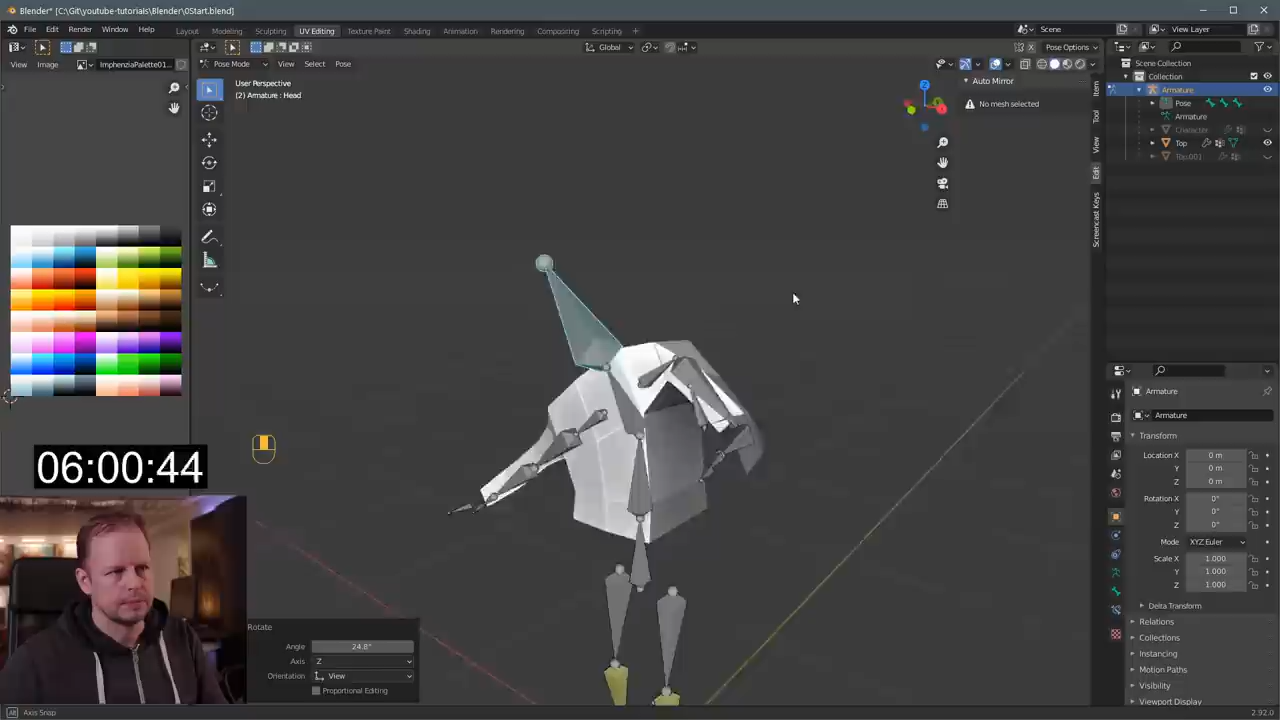 Blender* [C:\Git\youtube-tutorials\Blender\0Start.blend]
File Edit Render Window Help Layout Modeling Sculpting UV Editing Texture Paint Shading Animation Rendering Compositing Scripting + Scene View Layer
View Image ImphenziaPalette01... Global Pose Options
Pose Mode View Select Pose
User Perspective
(2) Armature : Head
Auto Mirror
No mesh selected
Item
Tool
View
Edit
Screencast Keys
Scene Collection
Collection
Armature
Pose
Armature
Character
Top
Top.001
Armature
Armature
Transform
Location X 0 m
Y 0 m
Z 0 m
Rotation X 0°
Y 0°
Z 0°
Mode XYZ Euler
Scale X 1.000
Y 1.000
Z 1.000
Delta Transform
Relations
Collections
Instancing
Motion Paths
Visibility
Viewport Display
06:00:44
Rotate
Angle 24.8°
Axis Z
Orientation View
Proportional Editing
Axis Snap
2.92.0